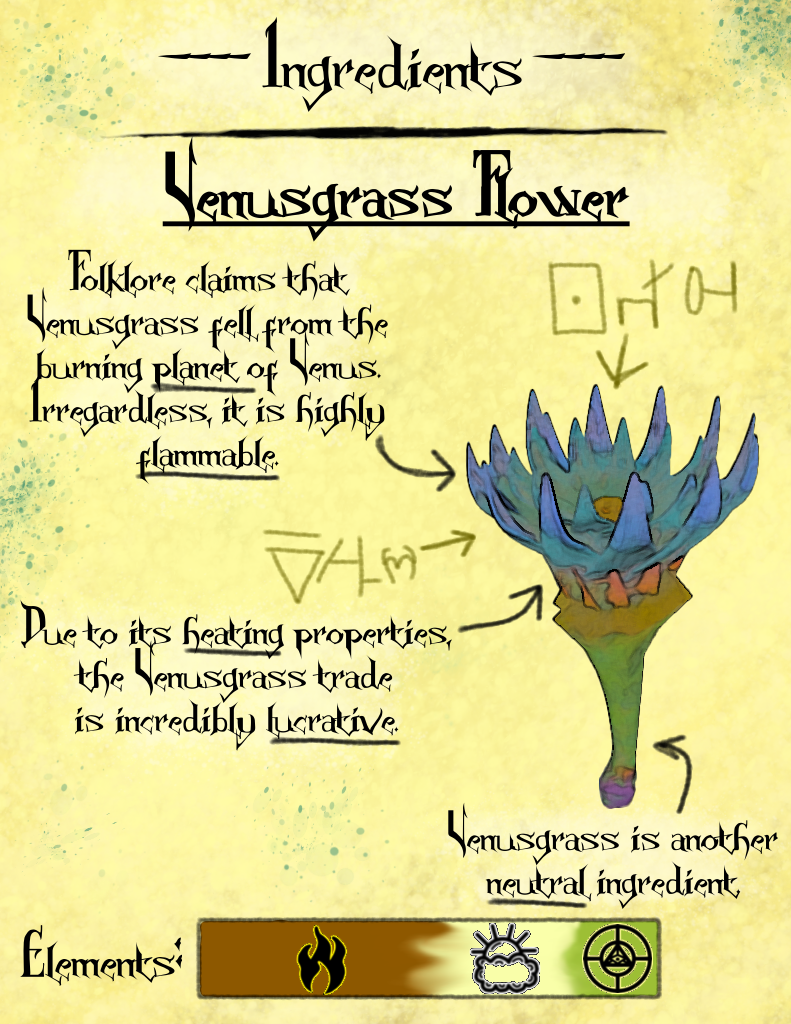 Ingredients
Venusgrass Flower
Folklore claims that
Venusgrass fell from the
burning planet of Venus.
Irregardless, it is highly
flammable.
Due to its heating properties,
the Venusgrass trade
is incredibly lucrative.
Venusgrass is another
neutral ingredient
Elements: